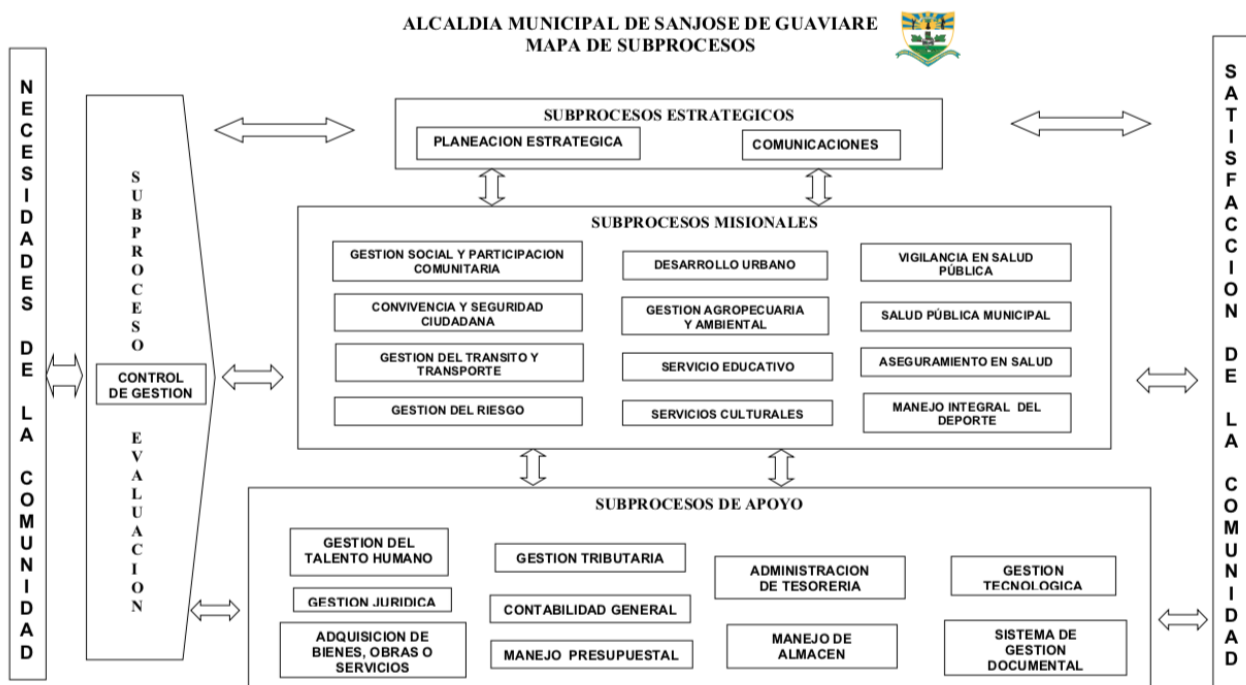 ALCALDIA MUNICIPAL DE SANJOSE DE GUAVIARE
MAPA DE SUBPROCESOS
NECESIDADES DE LA COMUNIDAD
SUBPROCESO
CONTROL
DE GESTION
EVALUACION
SUBPROCESOS ESTRATEGICOS
PLANEACION ESTRATEGICA
COMUNICACIONES
SUBPROCESOS MISIONALES
GESTION SOCIAL Y PARTICIPACION
COMUNITARIA
DESARROLLO URBANO
VIGILANCIA EN SALUD
PÚBLICA
CONVIVENCIA Y SEGURIDAD
CIUDADANA
GESTION AGROPECUARIA
Y AMBIENTAL
SALUD PÚBLICA MUNICIPAL
GESTION DEL TRANSITO Y
TRANSPORTE
SERVICIO EDUCATIVO
ASEGURAMIENTO EN SALUD
GESTION DEL RIESGO
SERVICIOS CULTURALES
MANEJO INTEGRAL DEL
DEPORTE
SUBPROCESOS DE APOYO
GESTION DEL
TALENTO HUMANO
GESTION TRIBUTARIA
ADMINISTRACION
DE TESORERIA
GESTION
TECNOLOGICA
GESTION JURIDICA
CONTABILIDAD GENERAL
ADQUISICION DE
BIENES, OBRAS O
SERVICIOS
MANEJO PRESUPUESTAL
MANEJO DE
ALMACEN
SISTEMA DE
GESTION
DOCUMENTAL
SATISFACCION DE LA COMUNIDAD